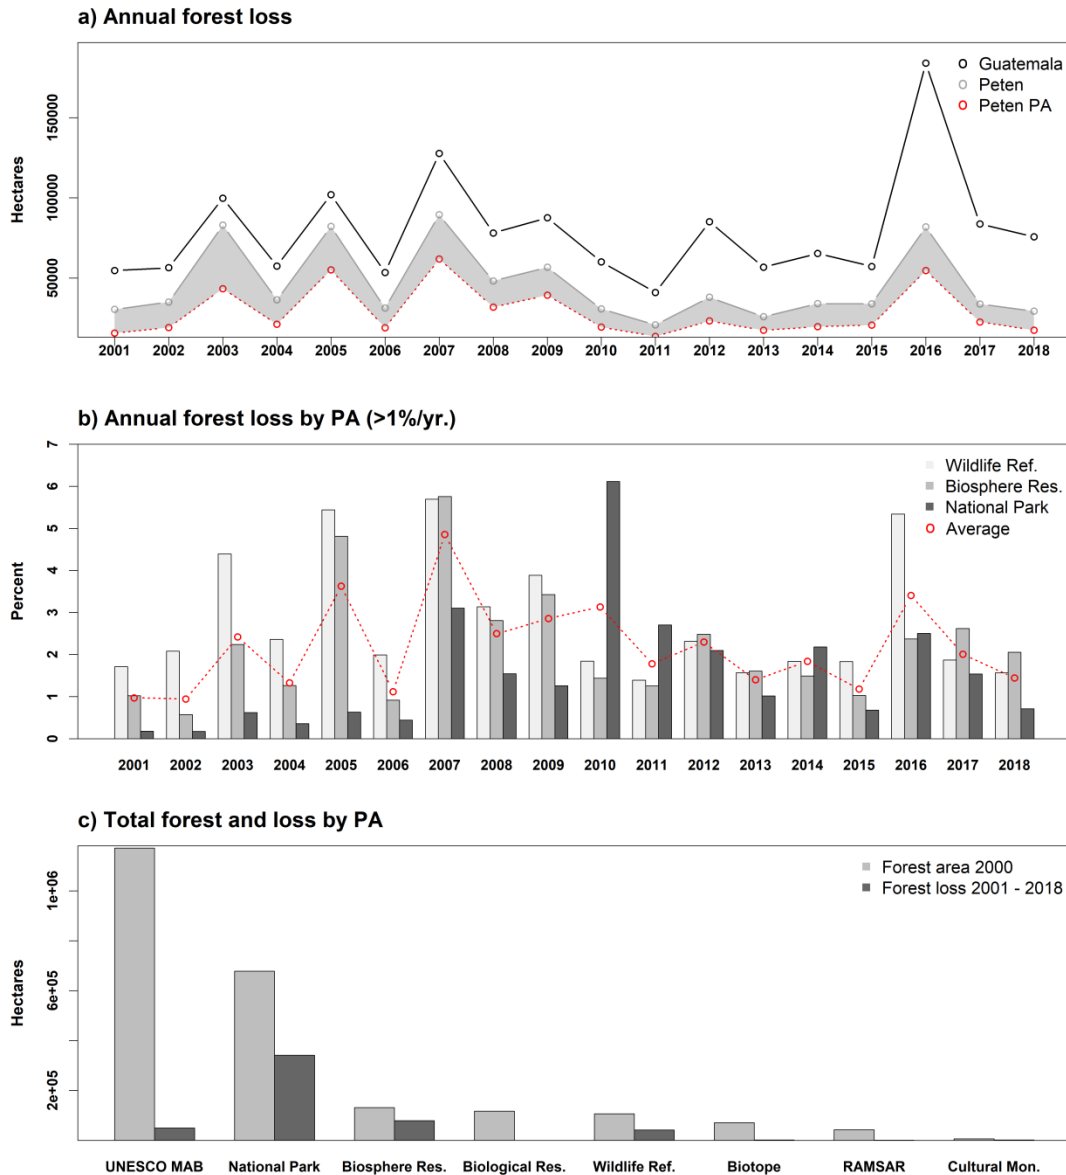 a) Annual forest loss
Guatemala
Peten
Peten PA
Hectares
150000
100000
50000
2001 2002 2003 2004 2005 2006 2007 2008 2009 2010 2011 2012 2013 2014 2015 2016 2017 2018
b) Annual forest loss by PA (>1%/yr.)
Wildlife Ref.
Biosphere Res.
National Park
Average
Percent
7
6
5
4
3
2
1
0
2001 2002 2003 2004 2005 2006 2007 2008 2009 2010 2011 2012 2013 2014 2015 2016 2017 2018
c) Total forest and loss by PA
Forest area 2000
Forest loss 2001 - 2018
Hectares
1e+06
6e+05
2e+05
UNESCO MAB National Park Biosphere Res. Biological Res. Wildlife Ref. Biotope RAMSAR Cultural Mon.